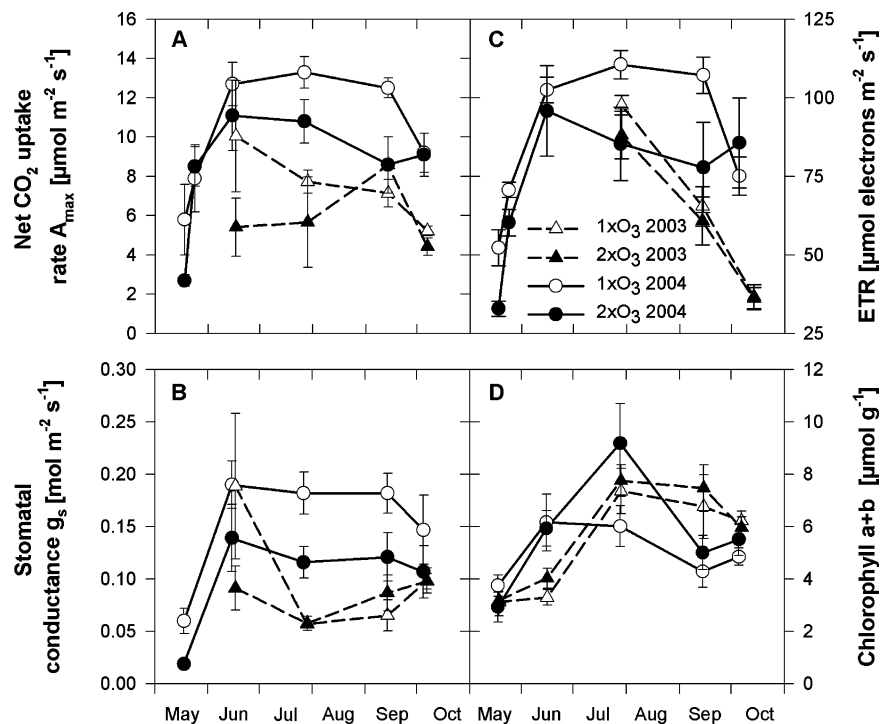 A
C
Net CO2 uptake
rate Amax [µmol m-2 s-1]
16
14
12
10
8
6
4
2
0
125
100
75
50
25
ETR [µmol electrons m-2 s-1]
1xO3 2003
2xO3 2003
1xO3 2004
2xO3 2004
B
D
Stomatal
conductance gs [mol m-2 s-1]
0.30
0.25
0.20
0.15
0.10
0.05
0.00
12
10
8
6
4
2
0
Chlorophyll a+b [µmol g-1]
May Jun Jul Aug Sep Oct May Jun Jul Aug Sep Oct